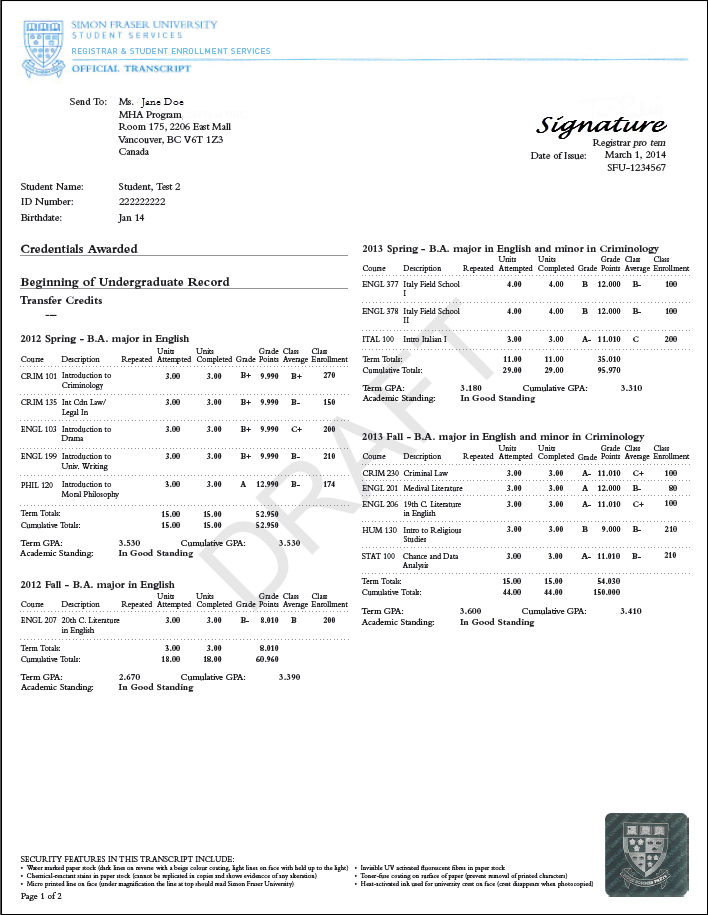 SIMON FRASER UNIVERSITY
STUDENT SERVICES
REGISTRAR & STUDENT ENROLLMENT SERVICES
OFFICIAL TRANSCRIPT
Send To: Ms. Jane Doe
MHA Program
Room 175, 2206 East Mall
Vancouver, BC V6T 1Z3
Canada
Signature
Registrar pro tem
Date of Issue: March 1, 2014
SFU-1234567
Student Name: Student, Test 2
ID Number: 222222222
Birthdate: Jan 14
Credentials Awarded
Beginning of Undergraduate Record
Transfer Credits
---
2012 Spring - B.A. major in English
Units Units Grade Class Class
Course Description Repeated Attempted Completed Grade Points Average Enrollment
CRIM 101 Introduction to 3.00 3.00 B+ 9.990 B+ 270
Criminology
CRIM 135 Int Cdn Law/ 3.00 3.00 B+ 9.990 B- 150
Legal In
ENGL 103 Introduction to 3.00 3.00 B+ 9.990 C+ 200
Drama
ENGL 199 Introduction to 3.00 3.00 B+ 9.990 B- 210
Univ. Writing
PHIL 120 Introduction to 3.00 3.00 A 12.990 B- 174
Moral Philosophy
Term Totals: 15.00 15.00 52.950
Cumulative Totals: 15.00 15.00 52.950
Term GPA: 3.530 Cumulative GPA: 3.530
Academic Standing: In Good Standing
2012 Fall - B.A. major in English
Units Units Grade Class Class
Course Description Repeated Attempted Completed Grade Points Average Enrollment
ENGL 207 20th C. Literature 3.00 3.00 B- 8.010 B 200
in English
Term Totals: 3.00 3.00 8.010
Cumulative Totals: 18.00 18.00 60.960
Term GPA: 2.670 Cumulative GPA: 3.390
Academic Standing: In Good Standing
2013 Spring - B.A. major in English and minor in Criminology
Units Units Grade Class Class
Course Description Repeated Attempted Completed Grade Points Average Enrollment
ENGL 377 Italy Field School 4.00 4.00 B 12.000 B- 100
I
ENGL 378 Italy Field School 4.00 4.00 B 12.000 B- 100
II
ITAL 100 Intro Italian I 3.00 3.00 A- 11.010 C 200
Term Totals: 11.00 11.00 35.010
Cumulative Totals: 29.00 29.00 95.970
Term GPA: 3.180 Cumulative GPA: 3.310
Academic Standing: In Good Standing
2013 Fall - B.A. major in English and minor in Criminology
Units Units Grade Class Class
Course Description Repeated Attempted Completed Grade Points Average Enrollment
CRIM 230 Criminal Law 3.00 3.00 A- 11.010 C+ 100
ENGL 201 Medival Literature 3.00 3.00 A 12.000 B- 80
ENGL 206 19th C. Literature 3.00 3.00 A- 11.010 C+ 100
in English
HUM 130 Intro to Religious 3.00 3.00 B 9.000 B- 210
Studies
STAT 100 Chance and Data 3.00 3.00 A- 11.010 B- 210
Analysis
Term Totals: 15.00 15.00 54.030
Cumulative Totals: 44.00 44.00 150.000
Term GPA: 3.600 Cumulative GPA: 3.410
Academic Standing: In Good Standing
DRAFT
SECURITY FEATURES IN THIS TRANSCRIPT INCLUDE:
• Water marked paper stock (dark lines on reverse with a beige colour coating, light lines on face with held up to the light)
• Chemical-reactant stains in paper stock (cannot be replicated in copies and shows evidence of any alteration)
• Micro printed line on face (under magnification the line at top should read Simon Fraser University)
• Invisible UV activated fluorescent fibres in paper stock
• Toner-fuse coating on surface of paper (prevent removal of printed characters)
• Heat-activated ink used for university crest on face (crest disappears when photocopied)
Page 1 of 2